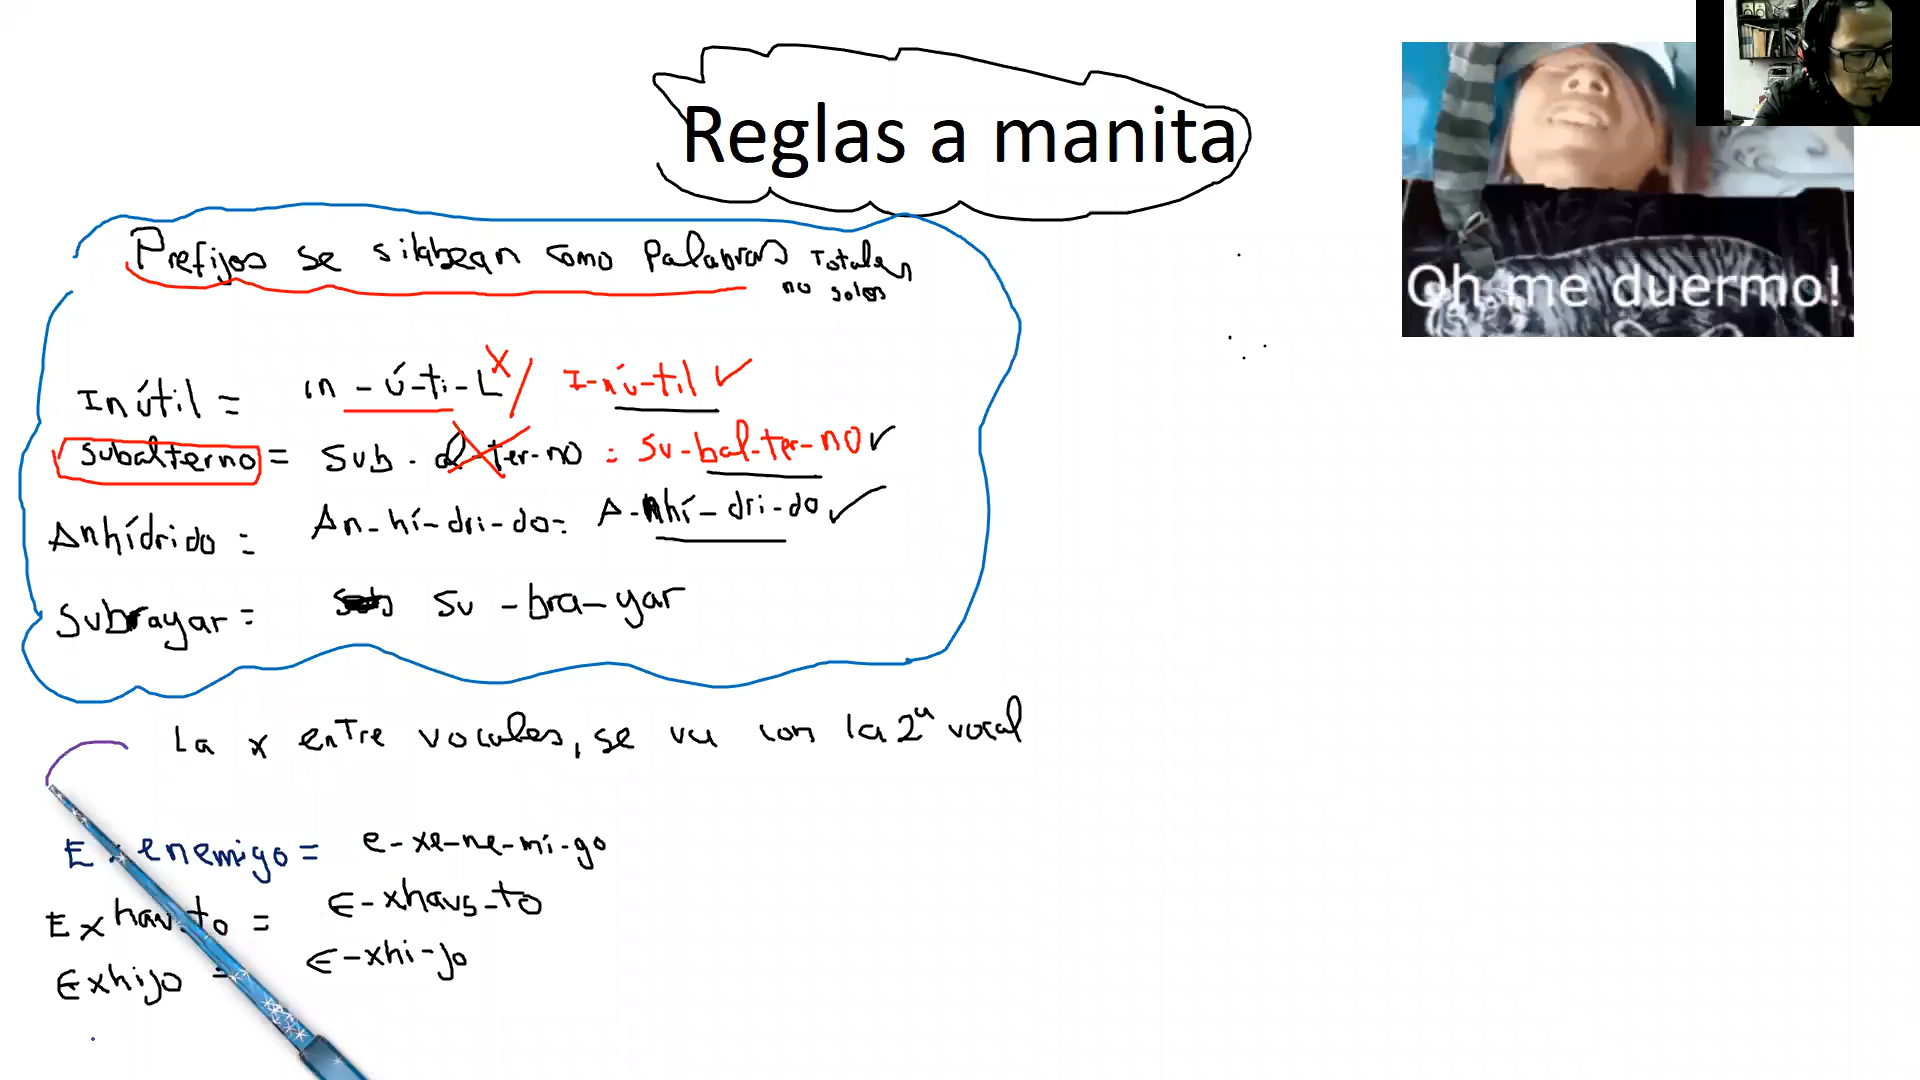 Reglas a manita
Oh me duermo!
Prefijos se silabean como palabras totales
no solos
Inútil = in-ú-ti-L x / I-nú-til ✓
Subalterno = sub-al-ter-no : su-bal-ter-no ✓
Anhídrido = An-hí-dri-do= A-nhí-dri-do ✓
Subrayar = su-bra-yar
La x entre vocales, se va con la 2a vocal
Ex enemigo = e-xe-ne-mi-go
Exhausto = E-xhaus-to
Exhijo = E-xhi-jo